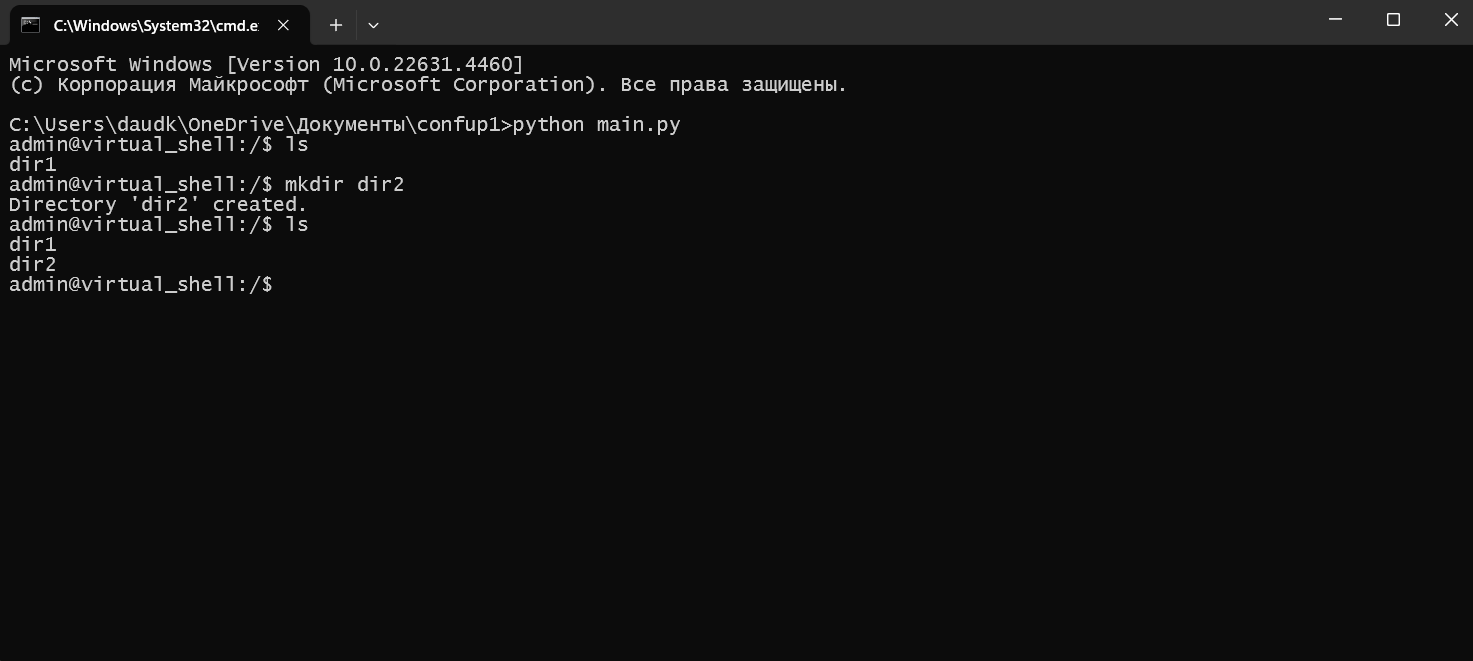 C:\Windows\System32\cmd.e
Microsoft Windows [Version 10.0.22631.4460]
(c) Корпорация Майкрософт (Microsoft Corporation). Все права защищены.
C:\Users\daudk\OneDrive\Документы\confup1>python main.py
admin@virtual_shell:/$ ls
dir1
admin@virtual_shell:/$ mkdir dir2
Directory 'dir2' created.
admin@virtual_shell:/$ ls
dir1
dir2
admin@virtual_shell:/$